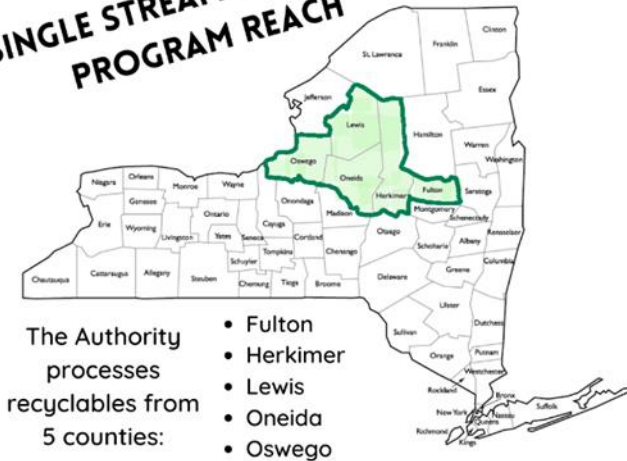 SINGLE STREAM
PROGRAM REACH
Clinton
Franklin
St. Lawrence
Essex
Jefferson
Lewis
Hamilton
Warren
Washington
Oswego
Oneida
Herkimer
Fulton
Saratoga
Niagara
Orleans
Monroe
Wayne
Genesee
Onondaga
Madison
Montgomery
Schenectady
Erie
Wyoming
Livingston
Ontario
Yates
Seneca
Cayuga
Cortland
Chenango
Otsego
Schoharie
Albany
Rensselaer
Columbia
Chautauqua
Cattaraugus
Allegany
Steuben
Schuyler
Tompkins
Chemung
Tioga
Broome
Delaware
Greene
Ulster
Dutchess
Sullivan
Orange
Putnam
Westchester
Rockland
Bronx
New York
Nassau
Suffolk
Queens
Richmond
Kings
The Authority
processes
recyclables from
5 counties:
• Fulton
• Herkimer
• Lewis
• Oneida
• Oswego